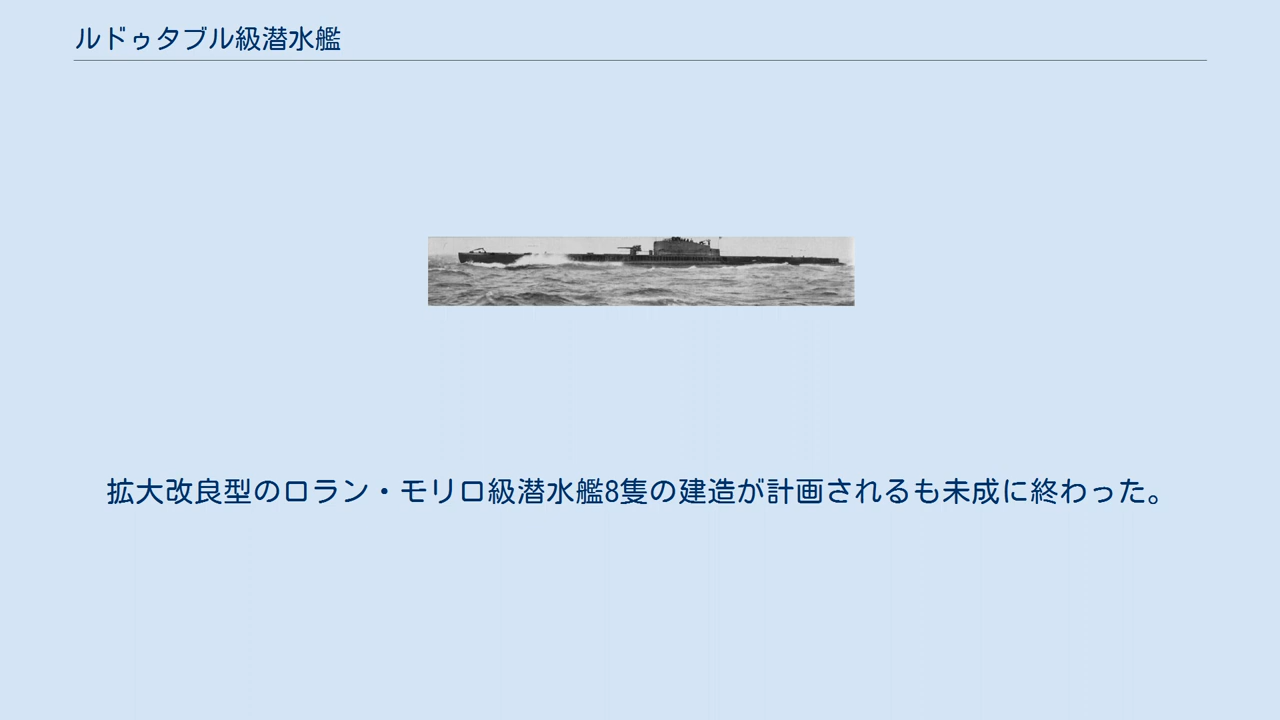 ルドゥタブル級潜水艦
拡大改良型のロラン・モリロ級潜水艦8隻の建造が計画されるも未成に終わった。